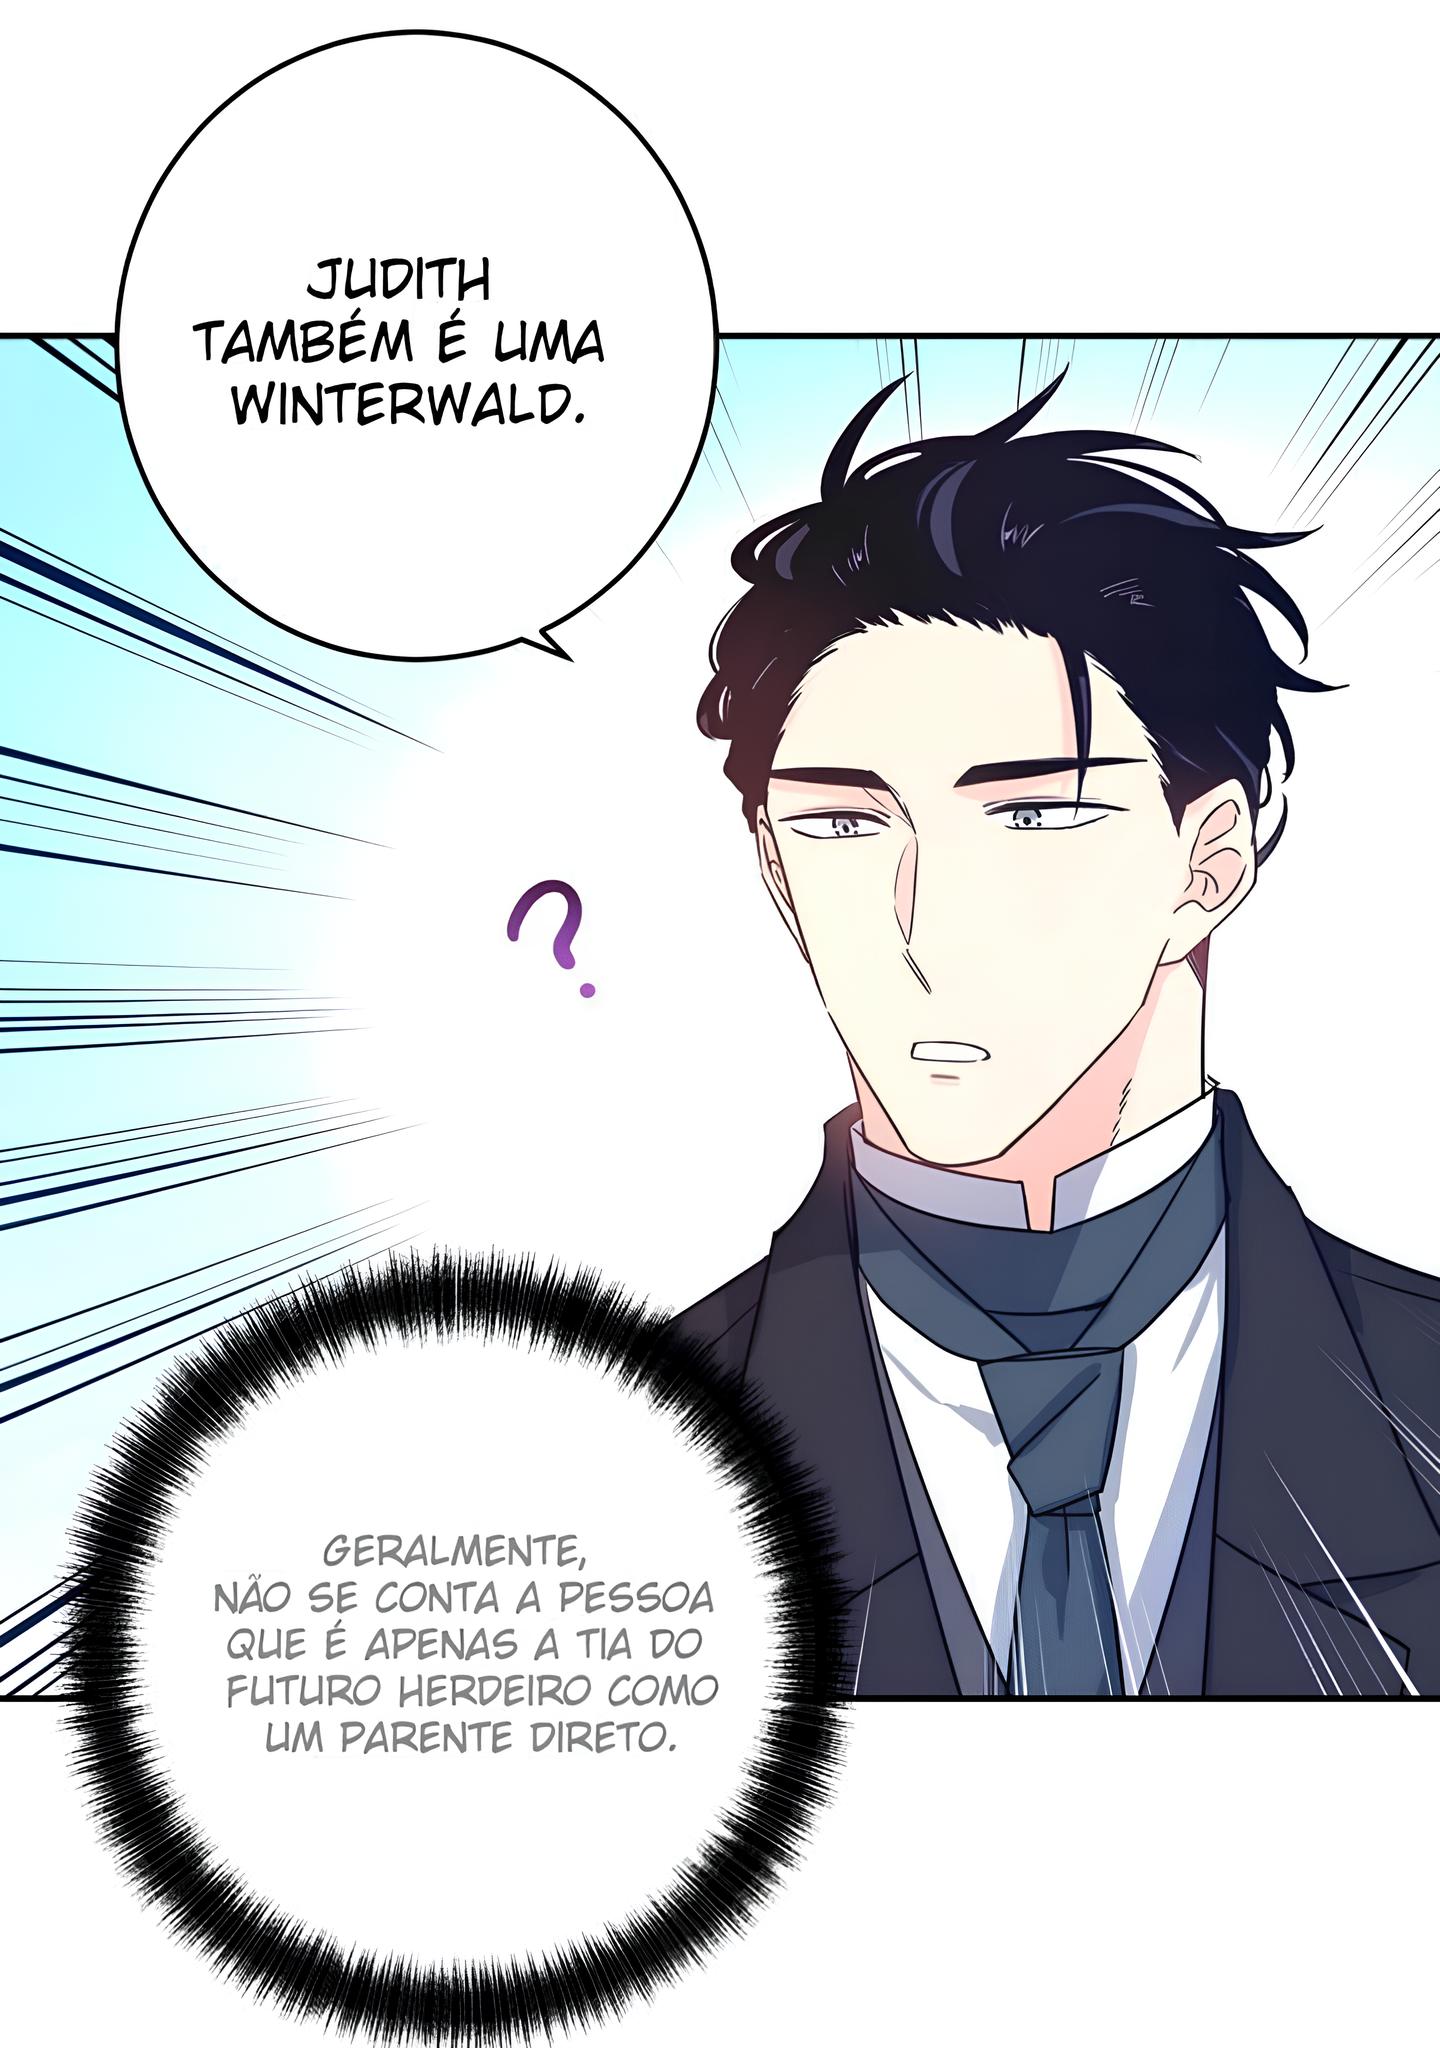 JUDITH
TAMBÉM É UMA
WINTERWALD.
?
GERALMENTE,
NÃO SE CONTA A PESSOA
QUE É APENAS A TIA DO
FUTURO HERDEIRO COMO
UM PARENTE DIRETO.